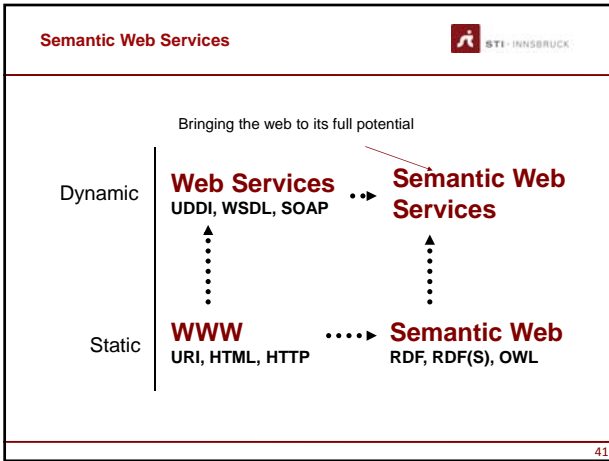 Semantic Web Services
STI · INNSBRUCK
Bringing the web to its full potential
Dynamic
Web Services
UDDI, WSDL, SOAP
Semantic Web
Services
Static
WWW
URI, HTML, HTTP
Semantic Web
RDF, RDF(S), OWL
41